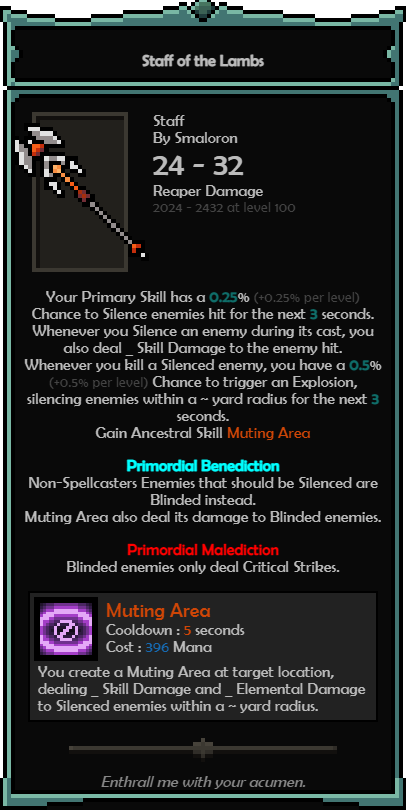 Staff of the Lambs
Staff
By Smaloron
24 - 32
Reaper Damage
2024 - 2432 at level 100
Your Primary Skill has a 0.25% (+0.25% per level)
Chance to Silence enemies hit for the next 3 seconds.
Whenever you Silence an enemy during its cast, you
also deal _ Skill Damage to the enemy hit.
Whenever you kill a Silenced enemy, you have a 0.5%
(+0.5% per level) Chance to trigger an Explosion,
silencing enemies within a ~ yard radius for the next 3
seconds.
Gain Ancestral Skill Muting Area
Primordial Benediction
Non-Spellcasters Enemies that should be Silenced are
Blinded instead.
Muting Area also deal its damage to Blinded enemies.
Primordial Malediction
Blinded enemies only deal Critical Strikes.
Muting Area
Cooldown : 5 seconds
Cost : 396 Mana
You create a Muting Area at target location,
dealing _ Skill Damage and _ Elemental Damage
to Silenced enemies within a ~ yard radius.
Enthrall me with your acumen.